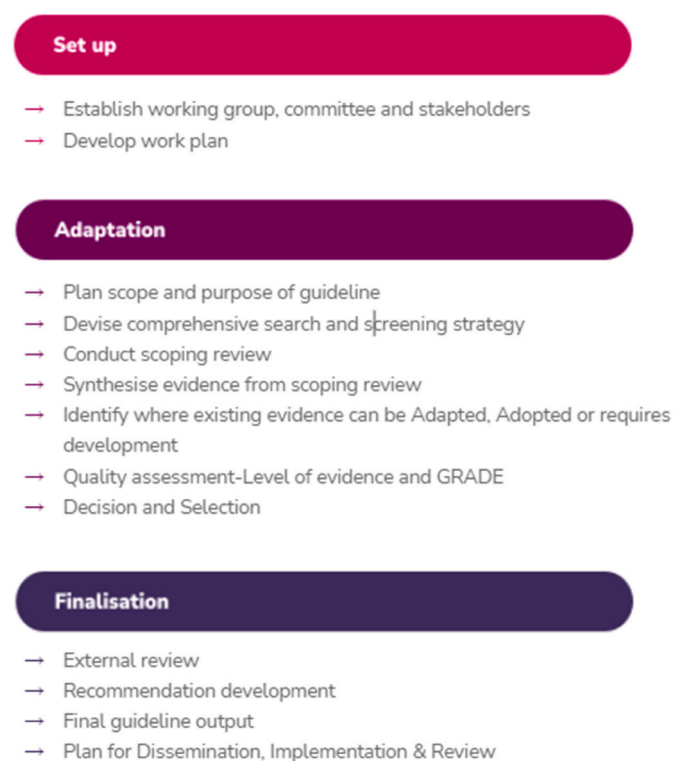 Set up
→ Establish working group, committee and stakeholders
→ Develop work plan
Adaptation
→ Plan scope and purpose of guideline
→ Devise comprehensive search and screening strategy
→ Conduct scoping review
→ Synthesise evidence from scoping review
→ Identify where existing evidence can be Adapted, Adopted or requires
development
→ Quality assessment-Level of evidence and GRADE
→ Decision and Selection
Finalisation
→ External review
→ Recommendation development
→ Final guideline output
→ Plan for Dissemination, Implementation & Review